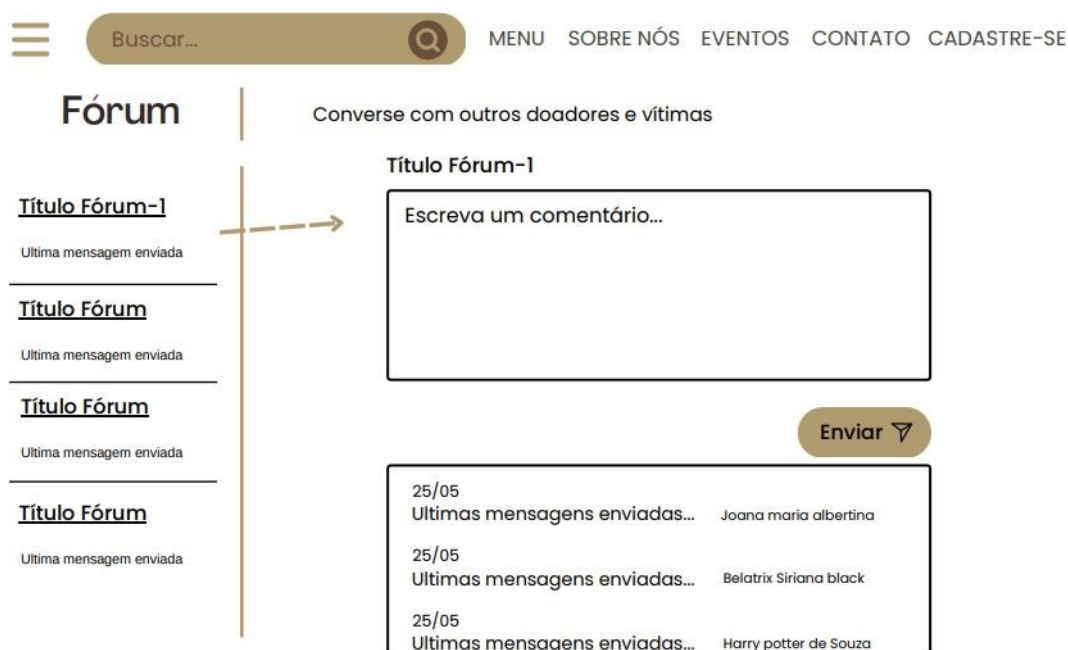 Buscar...
MENU SOBRE NÓS EVENTOS CONTATO CADASTRE-SE
Fórum
Converse com outros doadores e vítimas
Título Fórum-1
Ultima mensagem enviada
Título Fórum
Ultima mensagem enviada
Título Fórum
Ultima mensagem enviada
Título Fórum
Ultima mensagem enviada
Título Fórum-1
Escreva um comentário...
Enviar
25/05
Ultimas mensagens enviadas... Joana maria albertina
25/05
Ultimas mensagens enviadas... Belatrix Siriana black
25/05
Ultimas mensagens enviadas... Harry potter de Souza